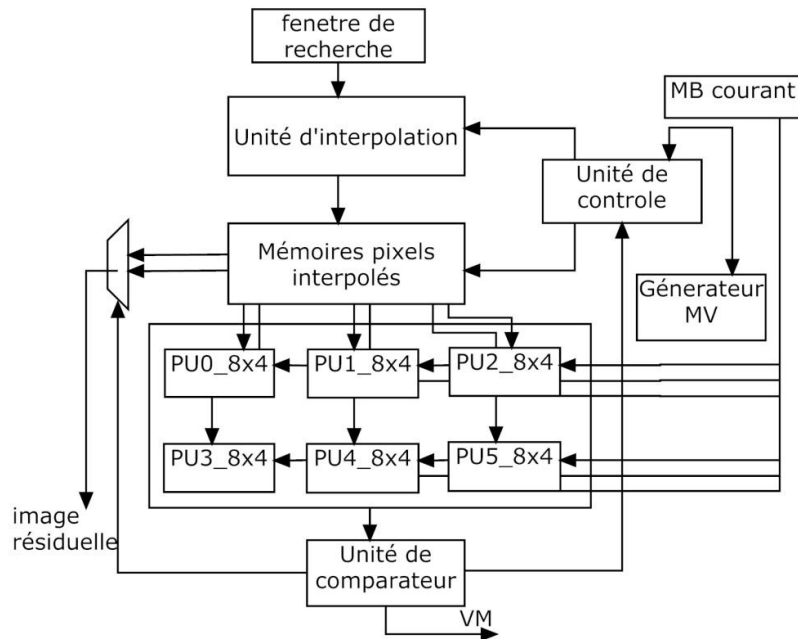 fenetre de
recherche
MB courant
Unité d'interpolation
Unité de
controle
Mémoires pixels
interpolés
Génerateur
MV
PU0_8x4
PU1_8x4
PU2_8x4
PU3_8x4
PU4_8x4
PU5_8x4
image
résiduelle
Unité de
comparateur
VM